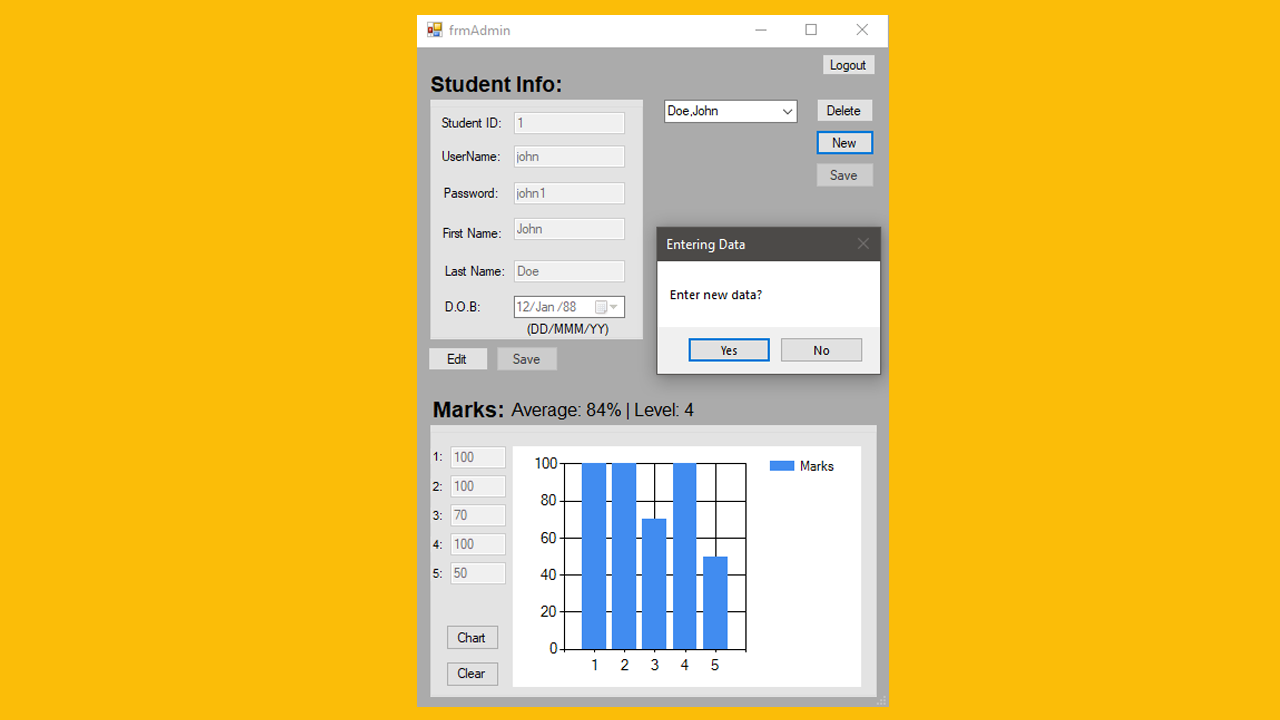 frmAdmin
Logout
Student Info:
Student ID: 1
UserName: john
Password: john1
First Name: John
Last Name: Doe
D.O.B: 12/Jan /88
(DD/MMM/YY)
Edit Save
Doe,John
Delete
New
Save
Entering Data
Enter new data?
Yes No
Marks: Average: 84% | Level: 4
1: 100
2: 100
3: 70
4: 100
5: 50
Chart
Clear
100
80
60
40
20
0
1 2 3 4 5
Marks